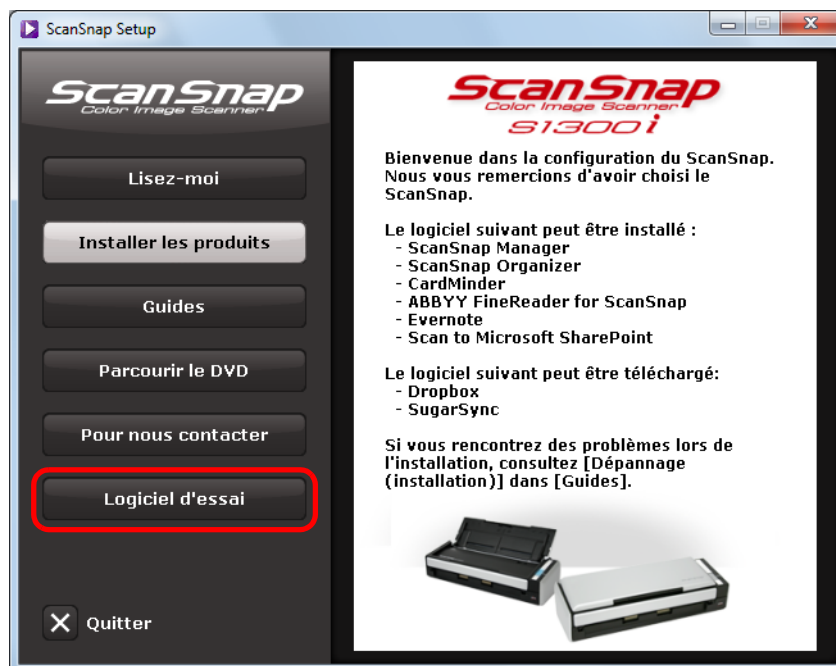 ScanSnap Setup
ScanSnap
Color Image Scanner
Lisez-moi
Installer les produits
Guides
Parcourir le DVD
Pour nous contacter
Logiciel d'essai
Quitter
ScanSnap
Color Image Scanner
S1300i
Bienvenue dans la configuration du ScanSnap.
Nous vous remercions d'avoir choisi le
ScanSnap.
Le logiciel suivant peut être installé :
- ScanSnap Manager
- ScanSnap Organizer
- CardMinder
- ABBYY FineReader for ScanSnap
- Evernote
- Scan to Microsoft SharePoint
Le logiciel suivant peut être téléchargé:
- Dropbox
- SugarSync
Si vous rencontrez des problèmes lors de
l'installation, consultez [Dépannage
(installation)] dans [Guides].